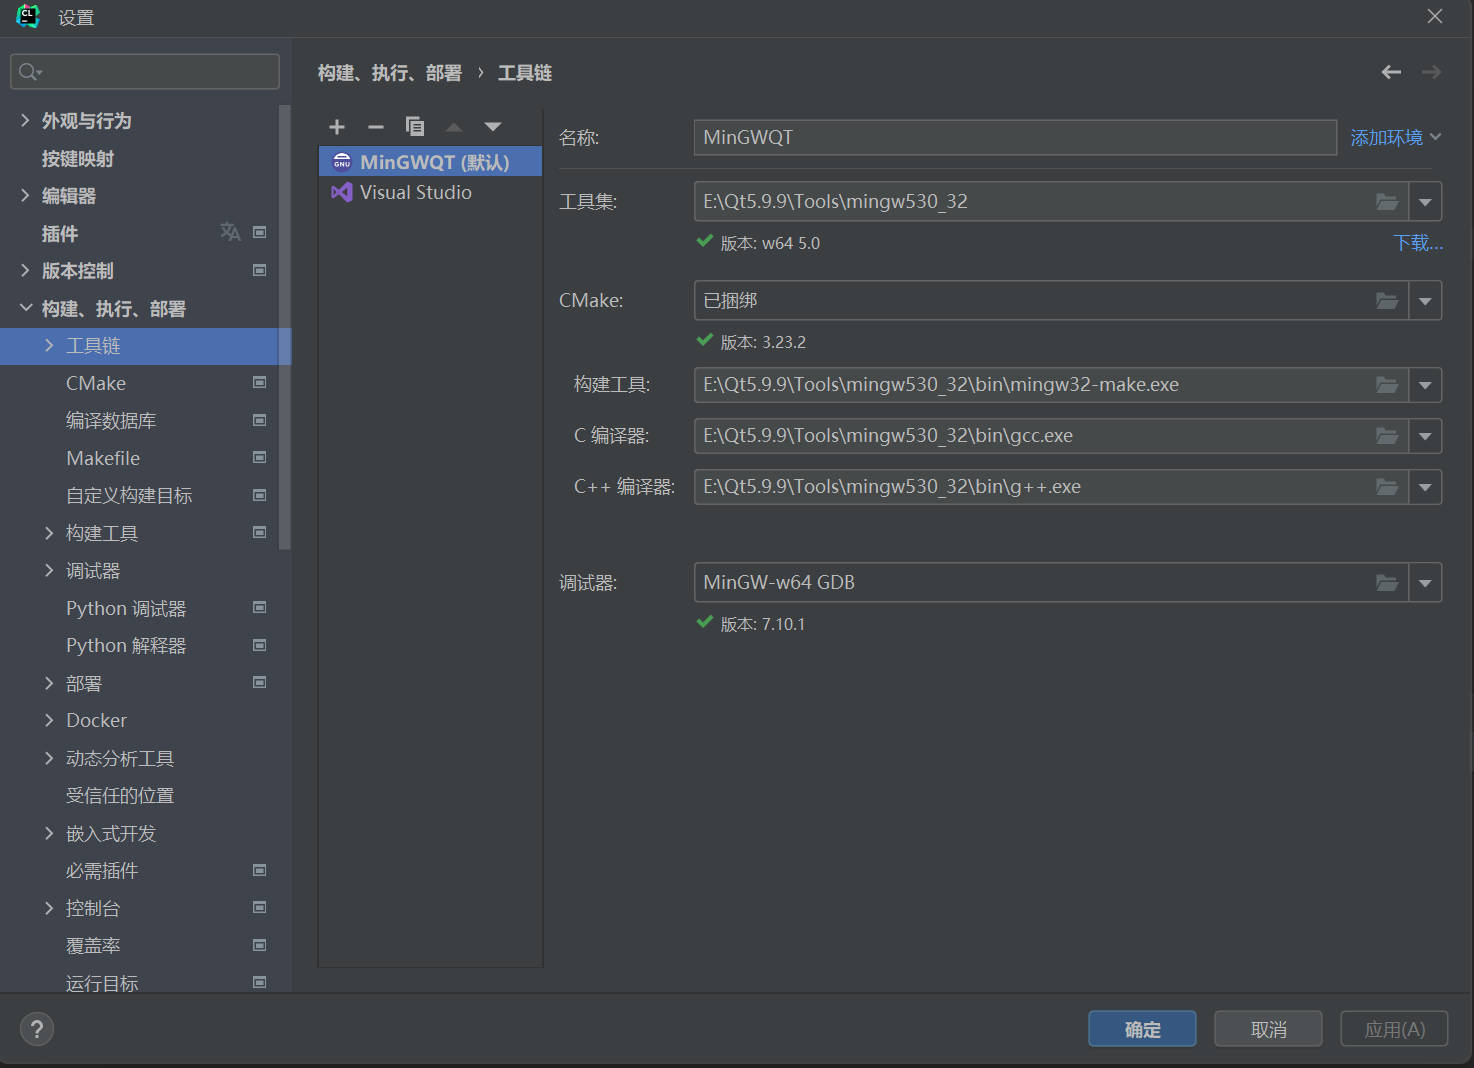 CL
设置
外观与行为
按键映射
编辑器
插件
版本控制
构建、执行、部署
工具链
CMake
编译数据库
Makefile
自定义构建目标
构建工具
调试器
Python 调试器
Python 解释器
部署
Docker
动态分析工具
受信任的位置
嵌入式开发
必需插件
控制台
覆盖率
运行目标
构建、执行、部署 › 工具链
MinGWQT (默认)
Visual Studio
名称: MinGWQT 添加环境
工具集: E:\Qt5.9.9\Tools\mingw530_32
版本: w64 5.0 下载...
CMake: 已捆绑
版本: 3.23.2
构建工具: E:\Qt5.9.9\Tools\mingw530_32\bin\mingw32-make.exe
C 编译器: E:\Qt5.9.9\Tools\mingw530_32\bin\gcc.exe
C++ 编译器: E:\Qt5.9.9\Tools\mingw530_32\bin\g++.exe
调试器: MinGW-w64 GDB
版本: 7.10.1
?
确定 取消 应用(A)